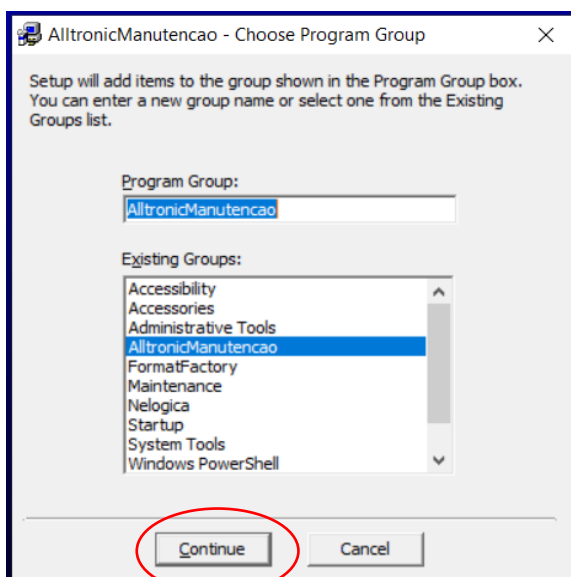 AlltronicManutencao - Choose Program Group
Setup will add items to the group shown in the Program Group box.
You can enter a new group name or select one from the Existing
Groups list.
Program Group:
AlltronicManutencao
Existing Groups:
Accessibility
Accessories
Administrative Tools
AlltronicManutencao
FormatFactory
Maintenance
Nelogica
Startup
System Tools
Windows PowerShell
Continue
Cancel